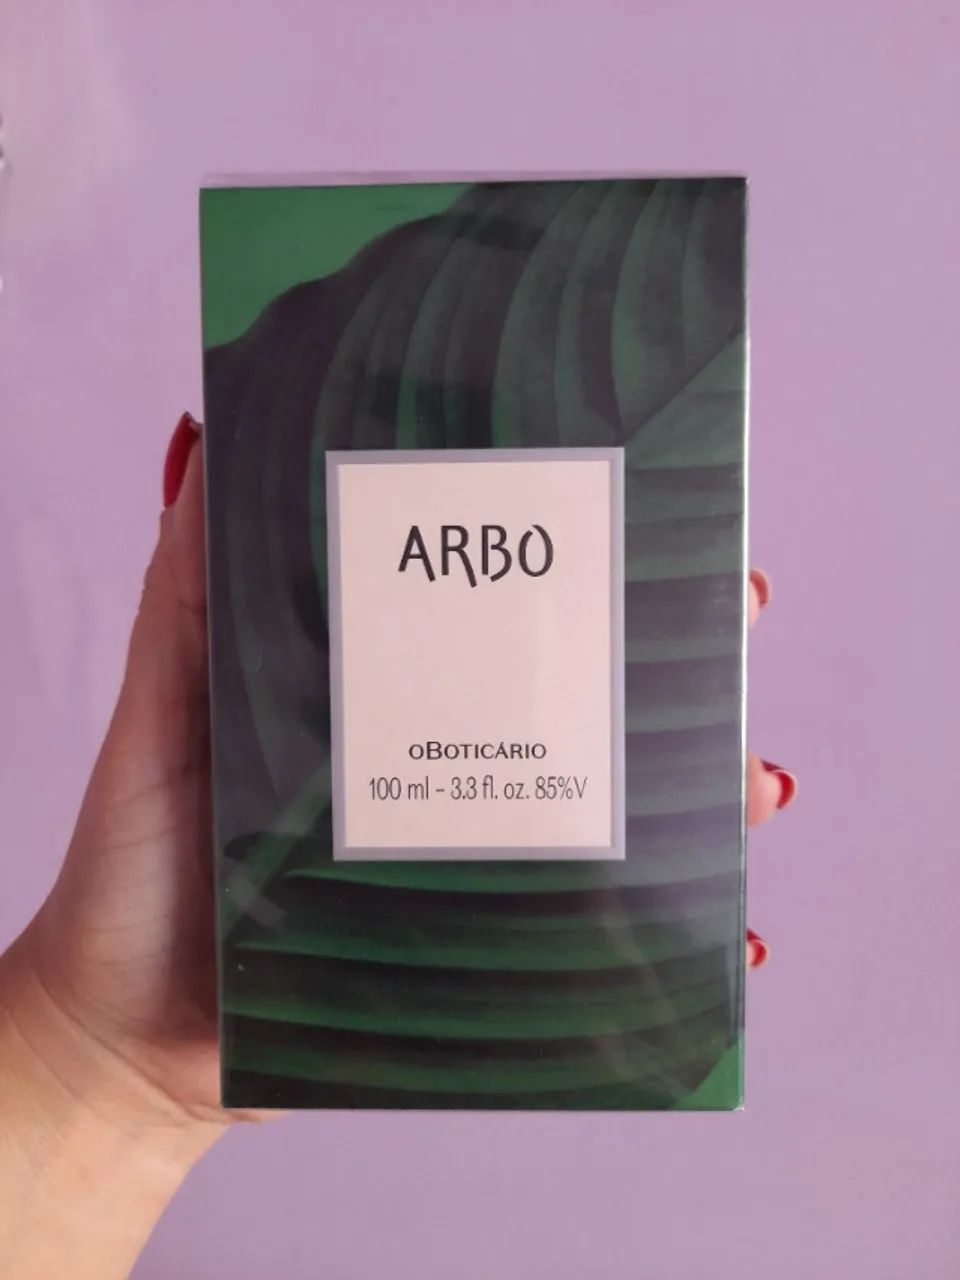 ARBO
oBOTICÁRIO
100 ml - 3.3 fl. oz. 85%V